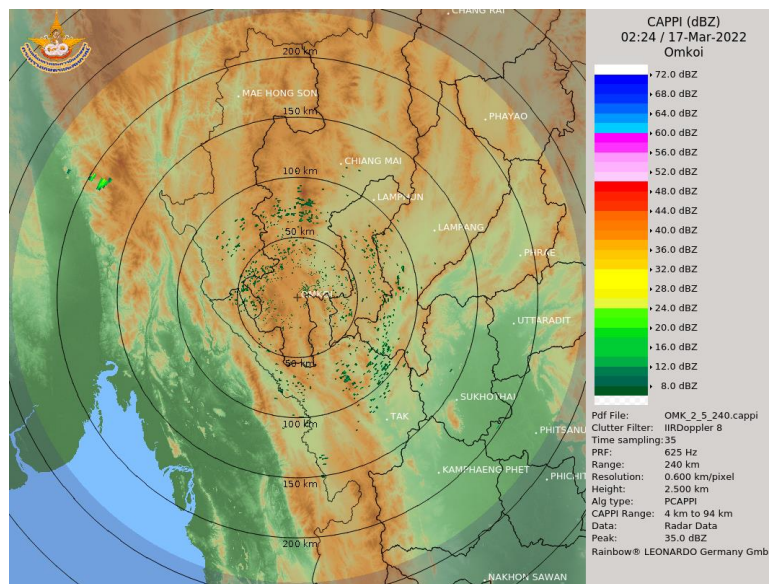 CHANG RAI
200 km
MAE HONG SON
150 km
PHAYAO
CHIANG MAI
100 km
LAMPHUN
LAMPANG
50 km
PHRAE
OMKOI
UTTARADIT
50 km
SUKHOTHAI
TAK
100 km
PHITSANU
KAMPHAENG PHET
PHICHIT
150 km
200 km
NAKHON SAWAN
CAPPI (dBZ)
02:24 / 17-Mar-2022
Omkoi
72.0 dBZ
68.0 dBZ
64.0 dBZ
60.0 dBZ
56.0 dBZ
52.0 dBZ
48.0 dBZ
44.0 dBZ
40.0 dBZ
36.0 dBZ
32.0 dBZ
28.0 dBZ
24.0 dBZ
20.0 dBZ
16.0 dBZ
12.0 dBZ
8.0 dBZ
Pdf File: OMK_2_5_240.cappi
Clutter Filter: IIRDoppler 8
Time sampling:35
PRF: 625 Hz
Range: 240 km
Resolution: 0.600 km/pixel
Height: 2.500 km
Alg type: PCAPPI
CAPPI Range: 4 km to 94 km
Data: Radar Data
Peak: 35.0 dBZ
Rainbow® LEONARDO Germany Gmb